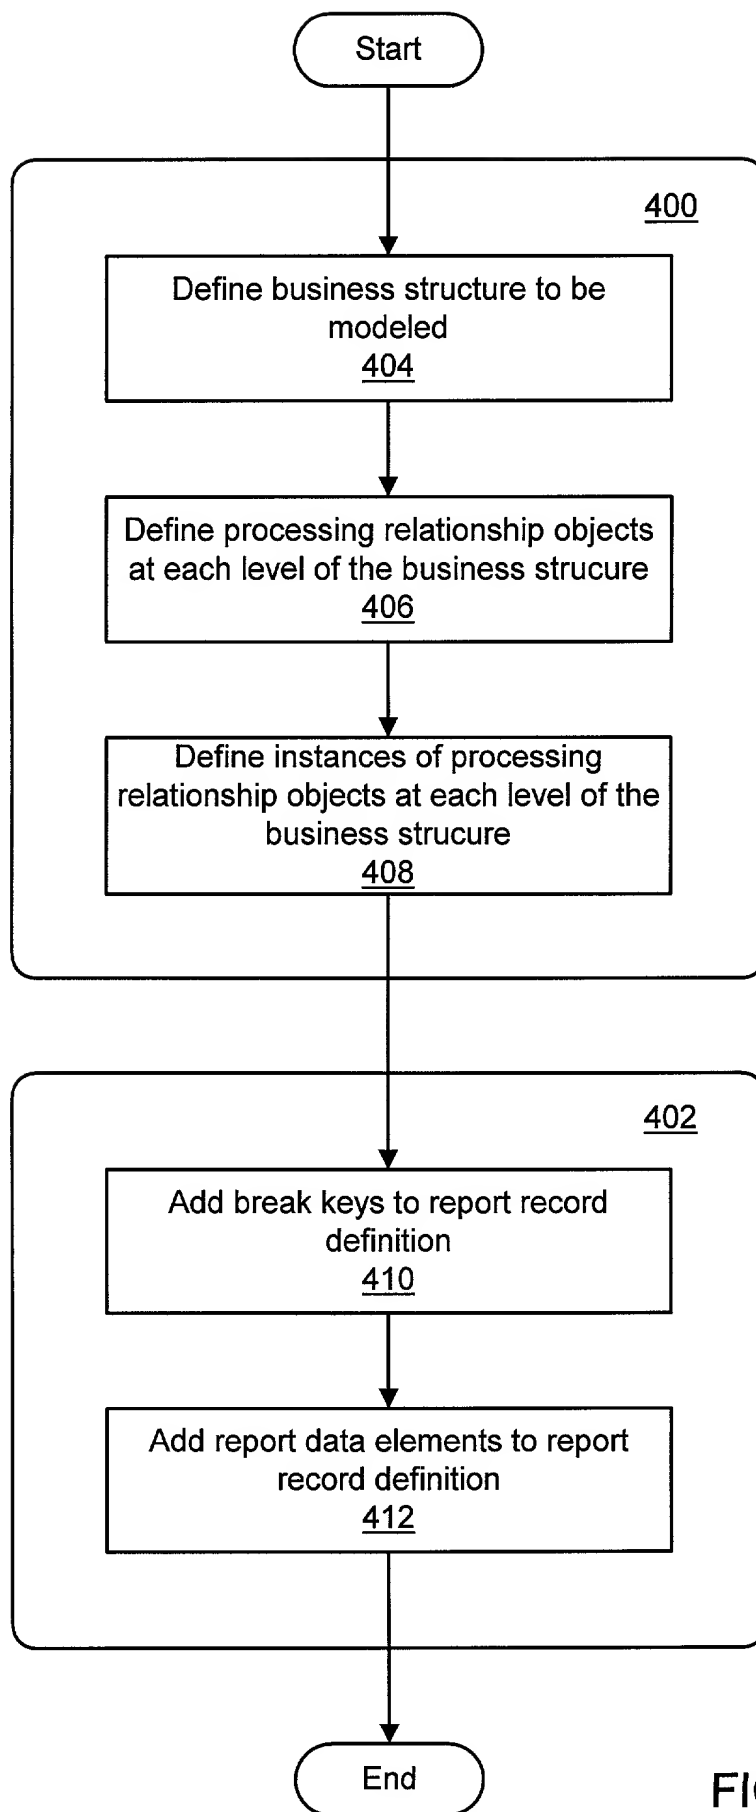 Start
400
Define business structure to be
modeled
404
Define processing relationship objects
at each level of the business strucure
406
Define instances of processing
relationship objects at each level of the
business strucure
408
402
Add break keys to report record
definition
410
Add report data elements to report
record definition
412
End